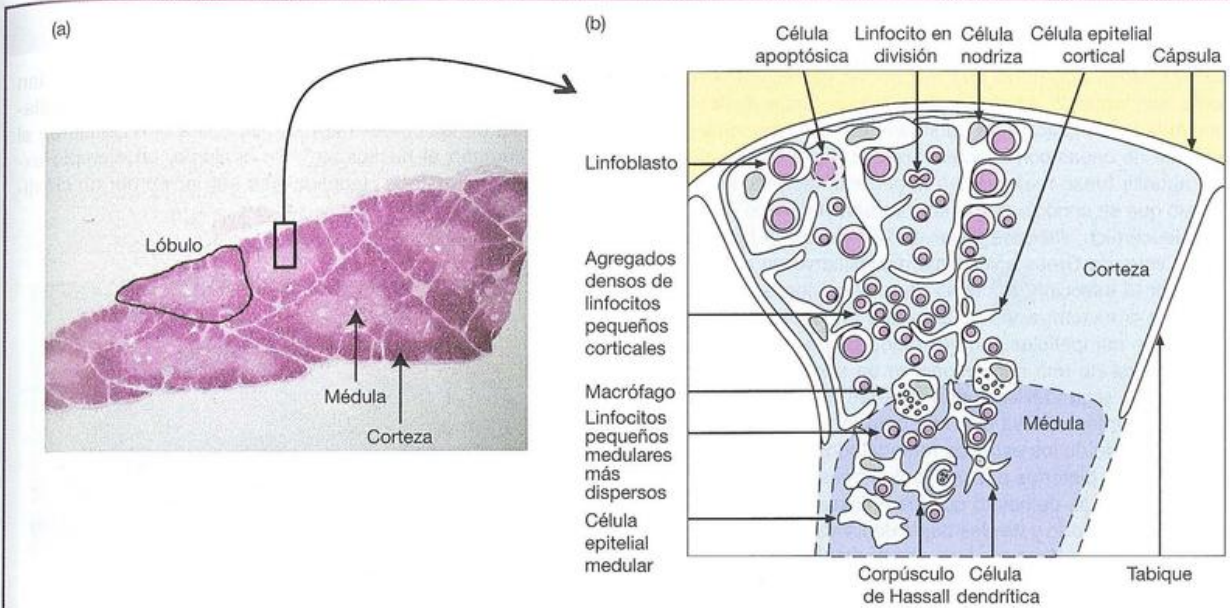 (a)
Lóbulo
Médula
Corteza
(b)
Célula
apoptósica
Linfocito en
división
Célula
nodriza
Célula epitelial
cortical
Cápsula
Linfoblasto
Agregados
densos de
linfocitos
pequeños
corticales
Macrófago
Linfocitos
pequeños
medulares
más
dispersos
Célula
epitelial
medular
Corteza
Médula
Corpúsculo
de Hassall
Célula
dendrítica
Tabique